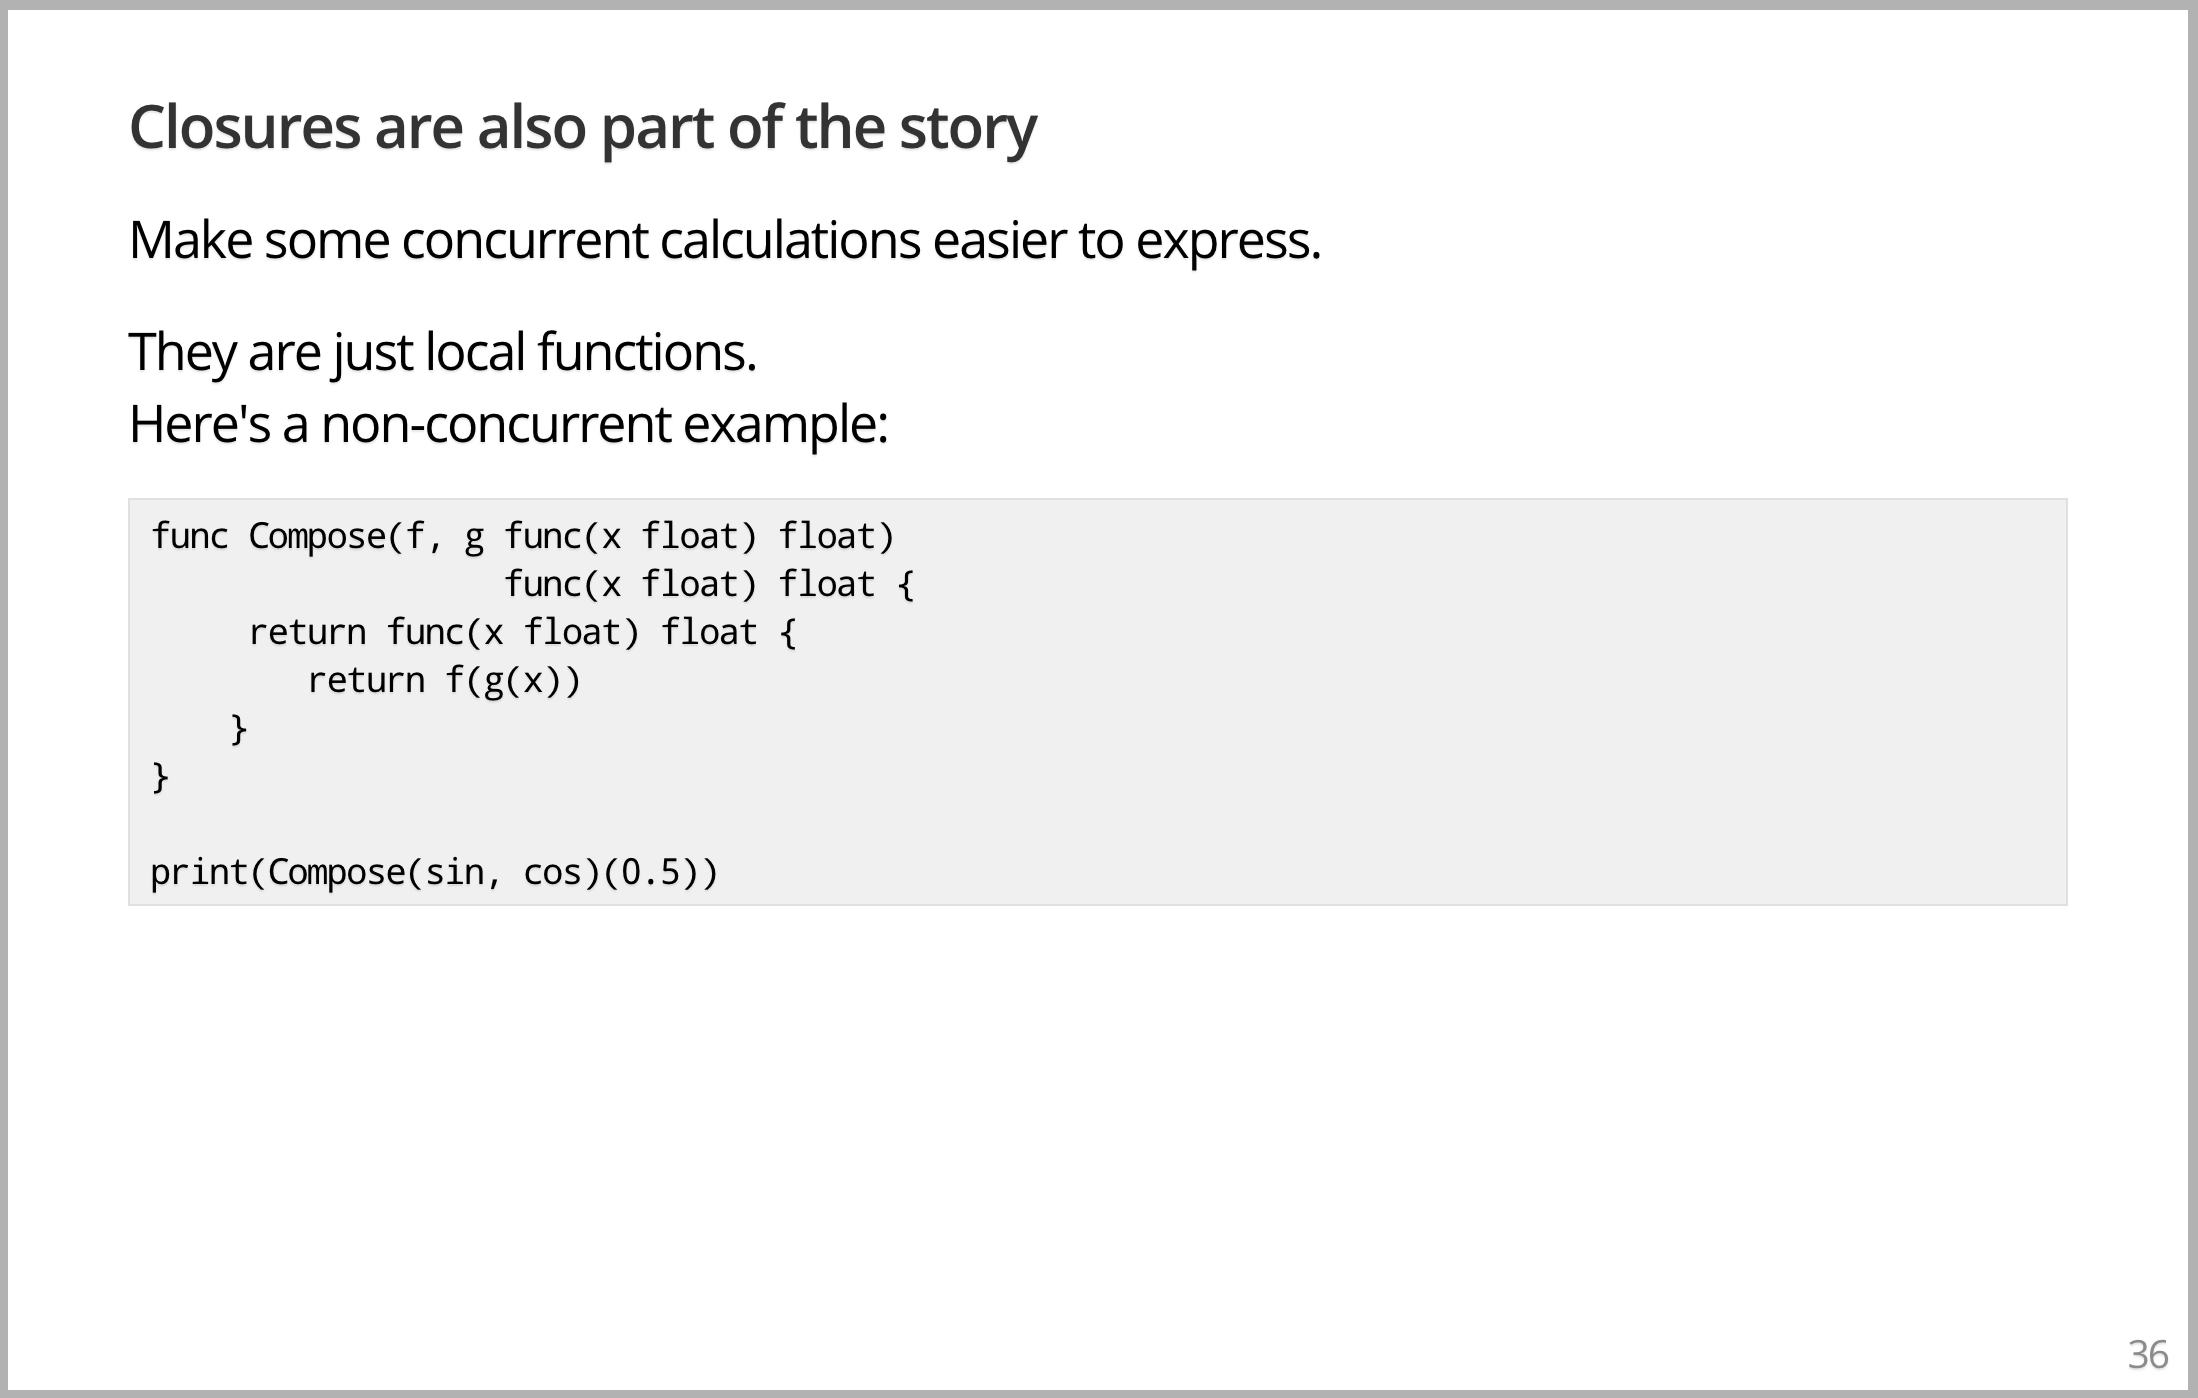 Closures are also part of the story
Make some concurrent calculations easier to express.
They are just local functions.
Here's a non-concurrent example:
func Compose(f, g func(x float) float)
                  func(x float) float {
     return func(x float) float {
        return f(g(x))
    }
}
print(Compose(sin, cos)(0.5))
36